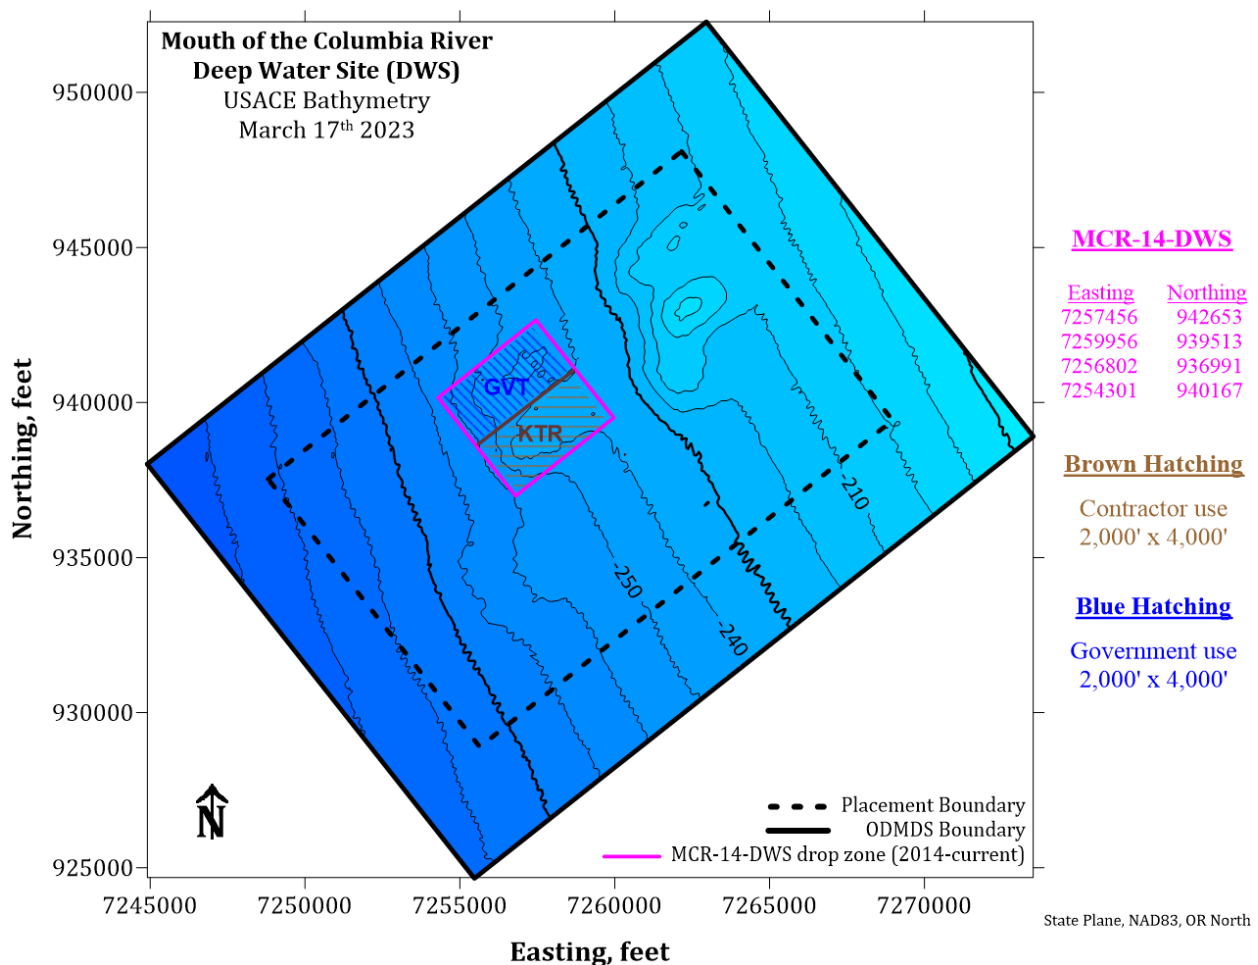 Mouth of the Columbia River
Deep Water Site (DWS)
USACE Bathymetry
March 17th 2023
950000
945000
940000
935000
930000
925000
Northing, feet
7245000
7250000
7255000
7260000
7265000
7270000
Easting, feet
GVT
KTR
-210
-250
-240
N
Placement Boundary
ODMDS Boundary
MCR-14-DWS drop zone (2014-current)
MCR-14-DWS
Easting Northing
7257456 942653
7259956 939513
7256802 936991
7254301 940167
Brown Hatching
Contractor use
2,000' x 4,000'
Blue Hatching
Government use
2,000' x 4,000'
State Plane, NAD83, OR North